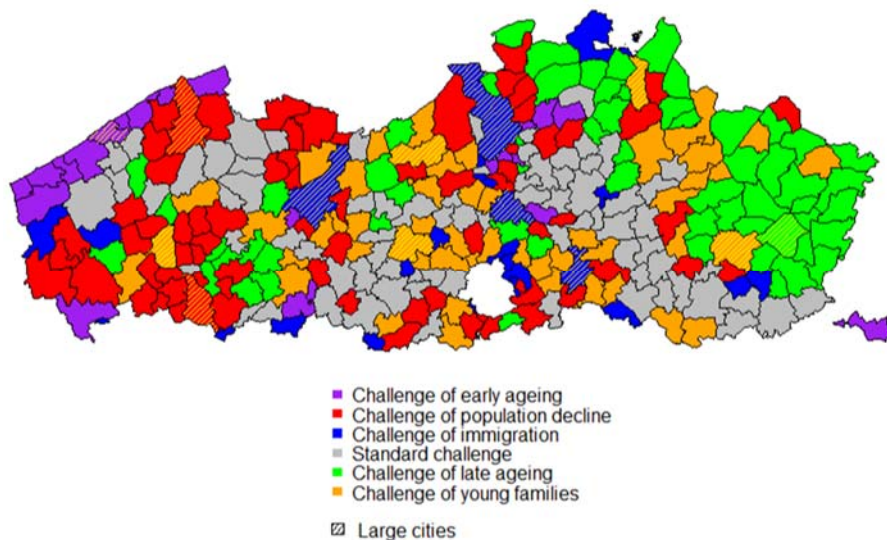 Challenge of early ageing
Challenge of population decline
Challenge of immigration
Standard challenge
Challenge of late ageing
Challenge of young families
Large cities